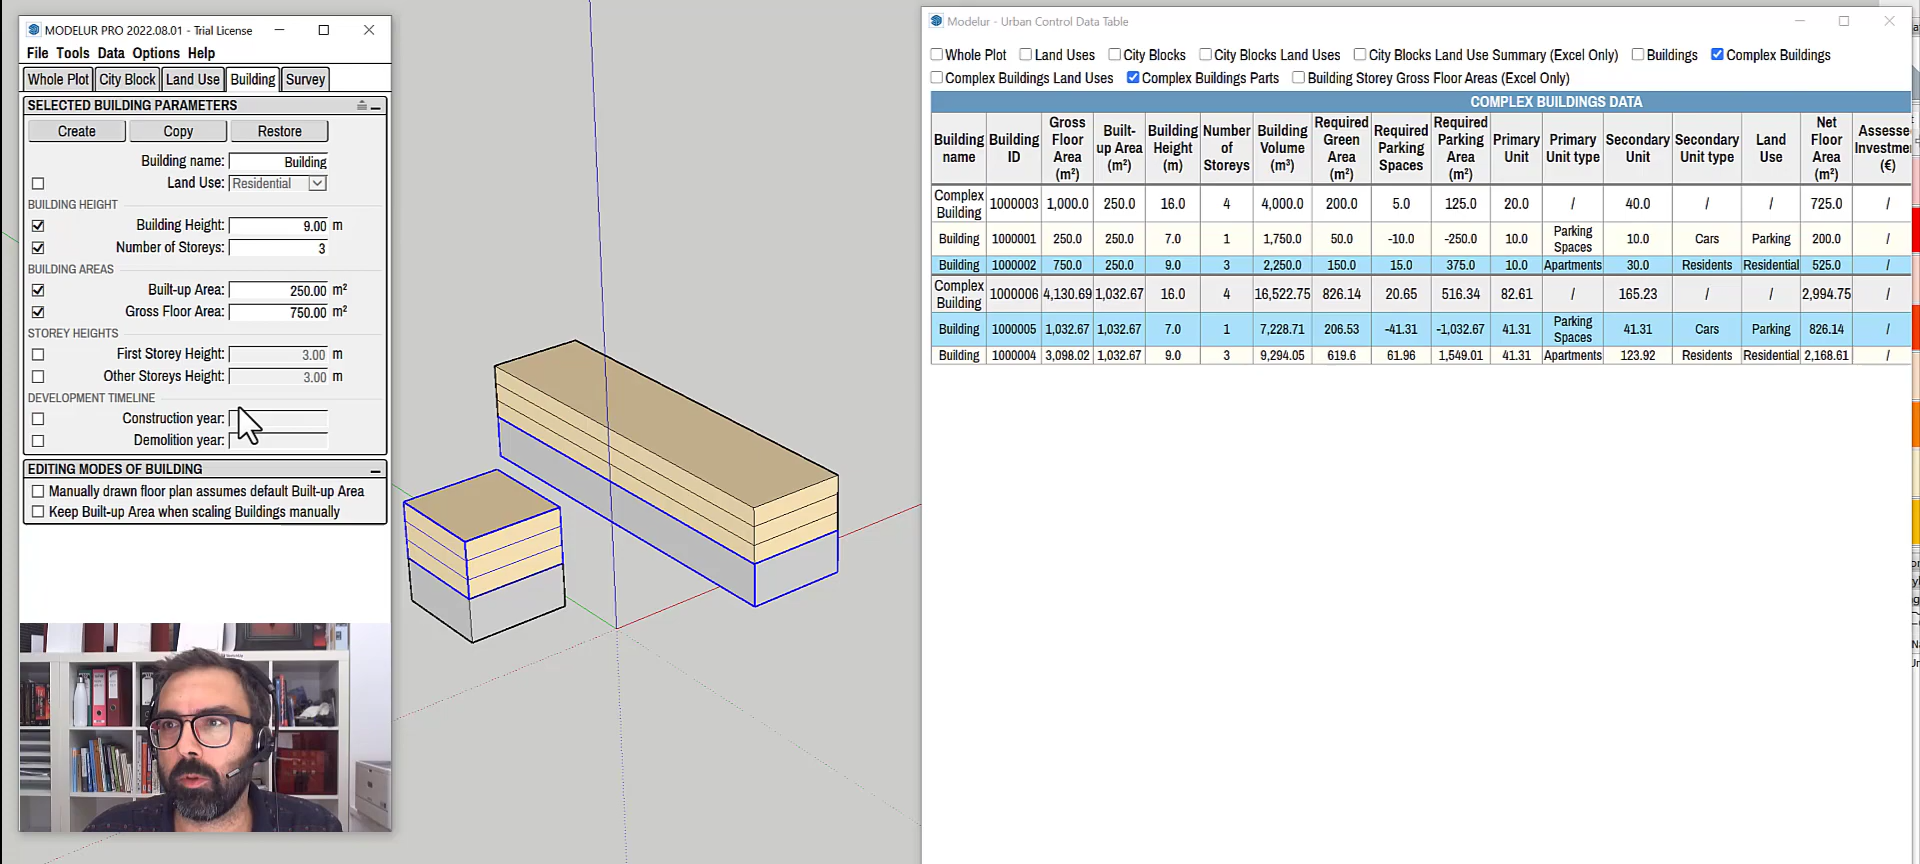 MODELUR PRO 2022.08.01 - Trial License
File Tools Data Options Help
Whole Plot City Block Land Use Building Survey
SELECTED BUILDING PARAMETERS
Create Copy Restore
Building name: Building
Land Use: Residential
BUILDING HEIGHT
Building Height: 9.00 m
Number of Storeys: 3
BUILDING AREAS
Built-up Area: 250.00 m²
Gross Floor Area: 750.00 m²
STOREY HEIGHTS
First Storey Height: 3.00 m
Other Storeys Height: 3.00 m
DEVELOPMENT TIMELINE
Construction year:
Demolition year:
EDITING MODES OF BUILDING
Manually drawn floor plan assumes default Built-up Area
Keep Built-up Area when scaling Buildings manually
Modelur - Urban Control Data Table
Whole Plot Land Uses City Blocks City Blocks Land Uses City Blocks Land Use Summary (Excel Only) Buildings Complex Buildings
Complex Buildings Land Uses Complex Buildings Parts Building Storey Gross Floor Areas (Excel Only)
COMPLEX BUILDINGS DATA
Building name Building ID Gross Floor Area (m²) Built-up Area (m²) Building Height (m) Number of Storeys Building Volume (m³) Required Green Area (m²) Required Parking Spaces Required Parking Area (m²) Primary Unit Primary Unit type Secondary Unit Secondary Unit type Land Use Net Floor Area (m²) (€)
Complex Building 1000003 1,000.0 250.0 16.0 4 4,000.0 200.0 5.0 125.0 20.0 / 40.0 / / 725.0 /
Building 1000001 250.0 250.0 7.0 1 1,750.0 50.0 -10.0 -250.0 10.0 Parking Spaces 10.0 Cars Parking 200.0 /
Building 1000002 750.0 250.0 9.0 3 2,250.0 150.0 15.0 375.0 10.0 Apartments 30.0 Residents Residential 525.0 /
Complex Building 1000006 4,130.69 1,032.67 16.0 4 16,522.75 826.14 20.65 516.34 82.61 / 165.23 / / 2,994.75 /
Building 1000005 1,032.67 1,032.67 7.0 1 7,228.71 206.53 -41.31 -1,032.67 41.31 Parking Spaces 41.31 Cars Parking 826.14 /
Building 1000004 3,098.02 1,032.67 9.0 3 9,294.05 619.6 61.96 1,549.01 41.31 Apartments 123.92 Residents Residential 2,168.61 /